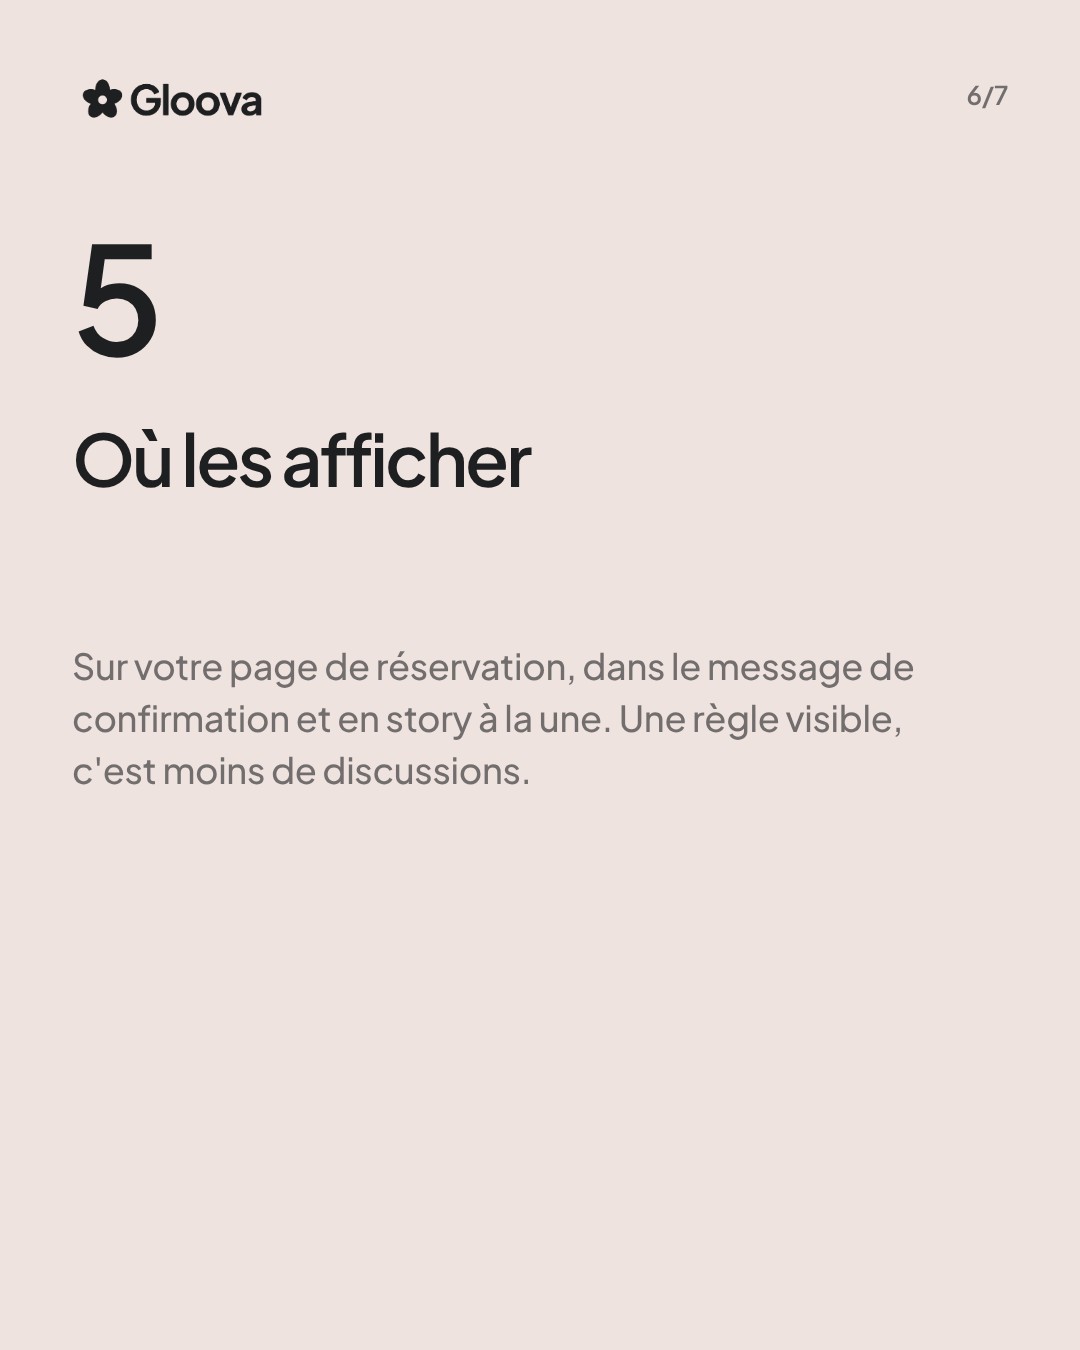 Gloova
6/7
5
Où les afficher
Sur votre page de réservation, dans le message de
confirmation et en story à la une. Une règle visible,
c'est moins de discussions.